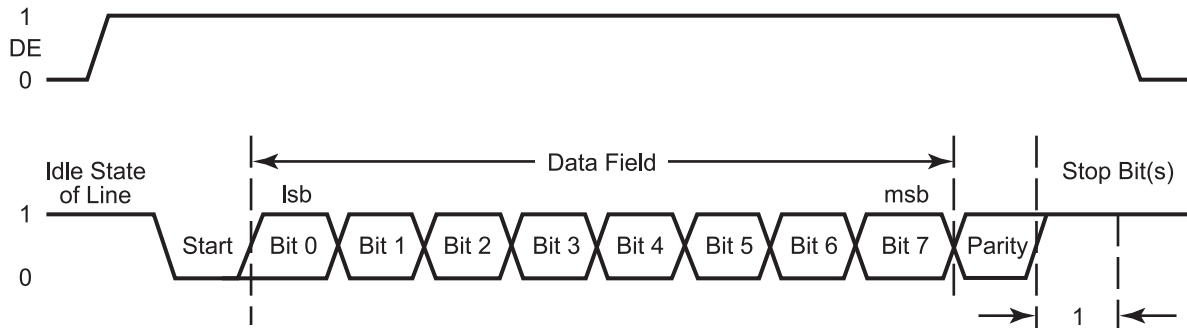 1
DE
0
Data Field
Idle State
of Line
Stop Bit(s)
lsb
msb
1
Start
Bit 0
Bit 1
Bit 2
Bit 3
Bit 4
Bit 5
Bit 6
Bit 7
Parity
0
1